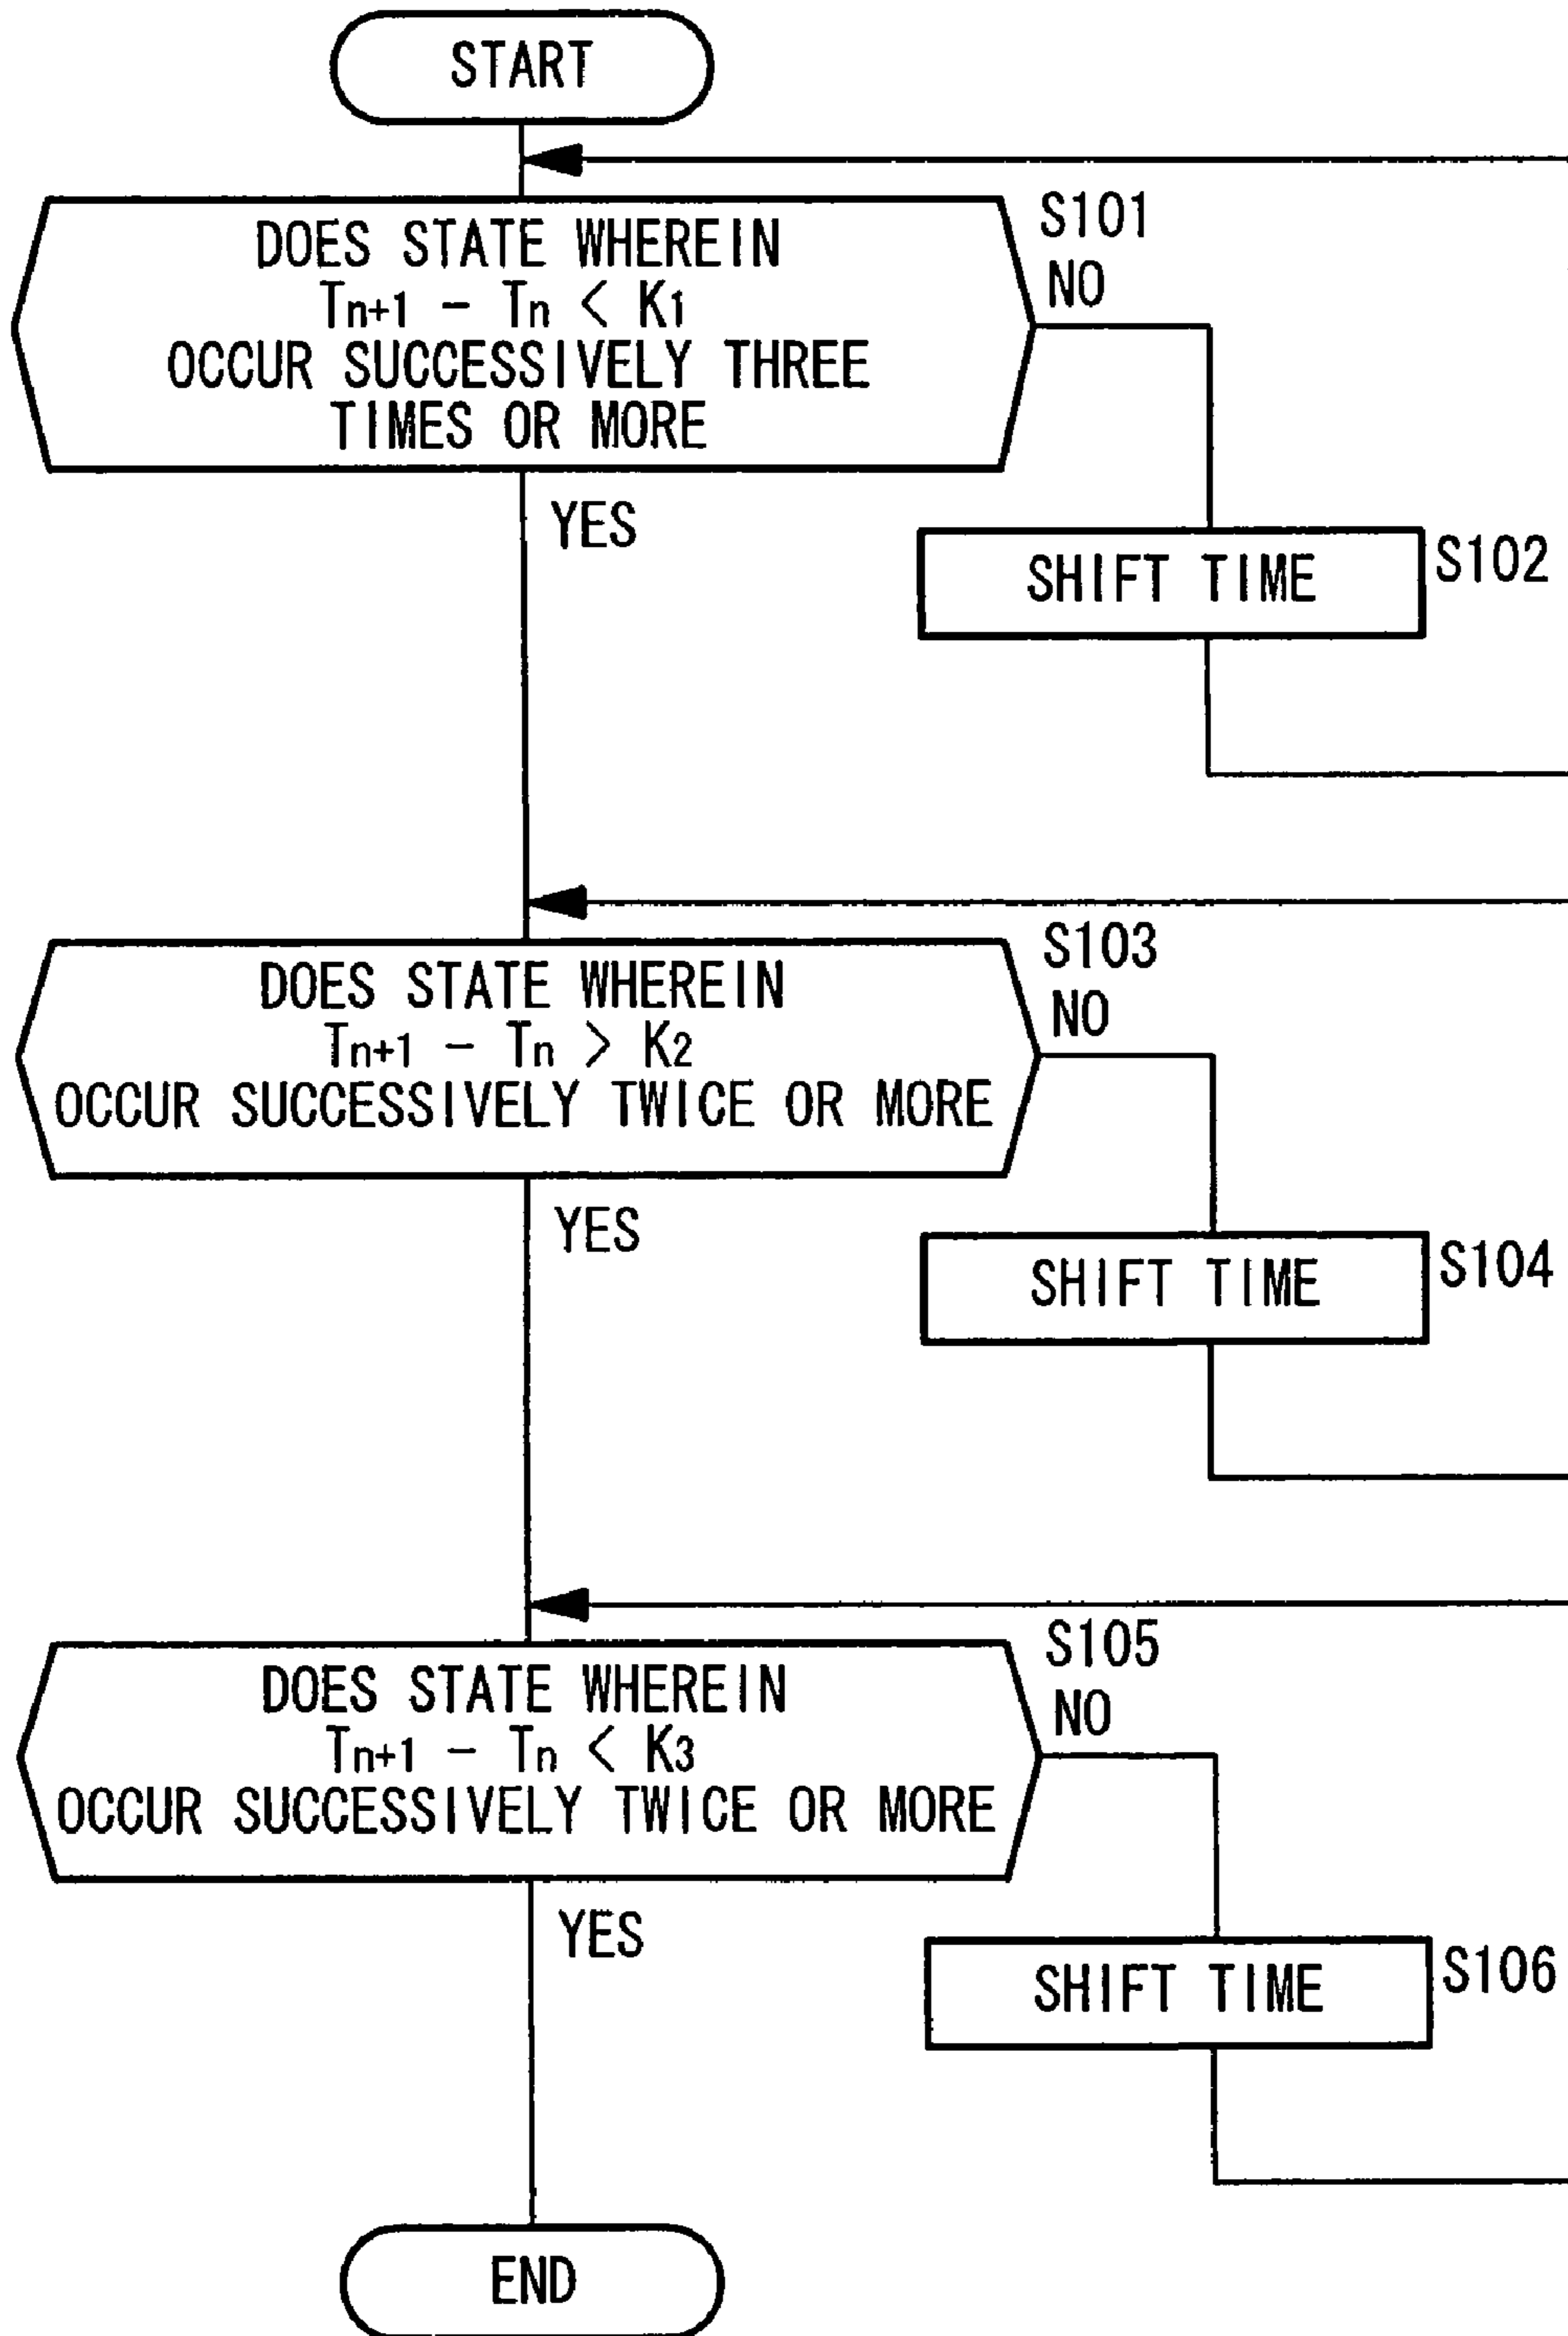 START
S101
DOES STATE WHEREIN
Tn+1 − Tn < K1
OCCUR SUCCESSIVELY THREE
TIMES OR MORE
NO
YES
SHIFT TIME
S102
S103
DOES STATE WHEREIN
Tn+1 − Tn > K2
OCCUR SUCCESSIVELY TWICE OR MORE
NO
YES
SHIFT TIME
S104
S105
DOES STATE WHEREIN
Tn+1 − Tn < K3
OCCUR SUCCESSIVELY TWICE OR MORE
NO
YES
SHIFT TIME
S106
END